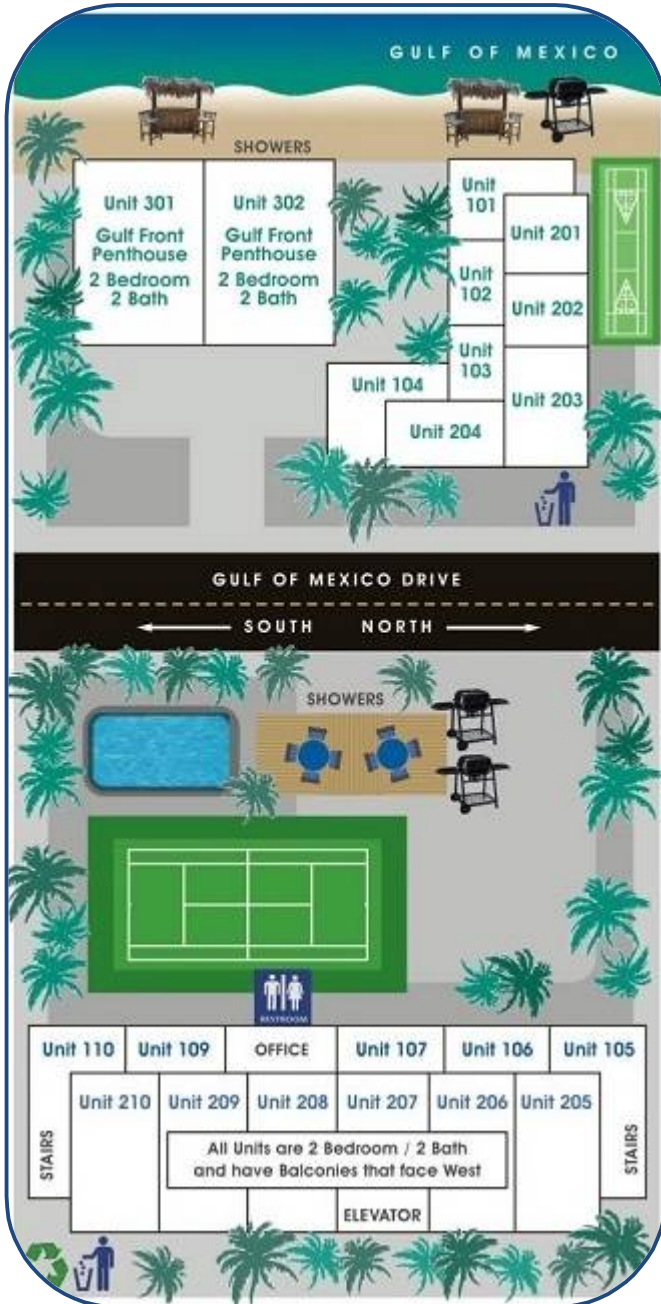 GULF OF MEXICO
SHOWERS
Unit 301
Gulf Front
Penthouse
2 Bedroom
2 Bath
Unit 302
Gulf Front
Penthouse
2 Bedroom
2 Bath
Unit
101
Unit 201
Unit
102
Unit 202
Unit
103
Unit 104
Unit 203
Unit 204
GULF OF MEXICO DRIVE
SOUTH NORTH
SHOWERS
RESTROOM
Unit 110
Unit 109
OFFICE
Unit 107
Unit 106
Unit 105
Unit 210
Unit 209
Unit 208
Unit 207
Unit 206
Unit 205
STAIRS
All Units are 2 Bedroom / 2 Bath
and have Balconies that face West
STAIRS
ELEVATOR